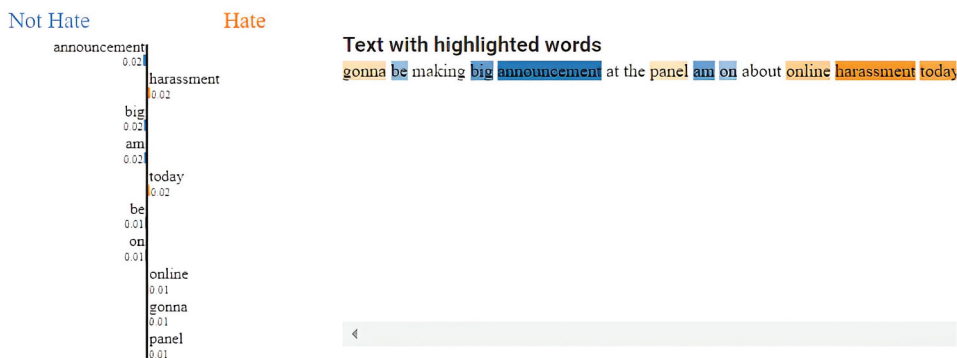 Not Hate Hate
announcement
0.02
harassment
0.02
big
0.02
am
0.02
today
0.02
be
0.01
on
0.01
online
0.01
gonna
0.01
panel
0.01
Text with highlighted words
gonna be making big announcement at the panel am on about online harassment today